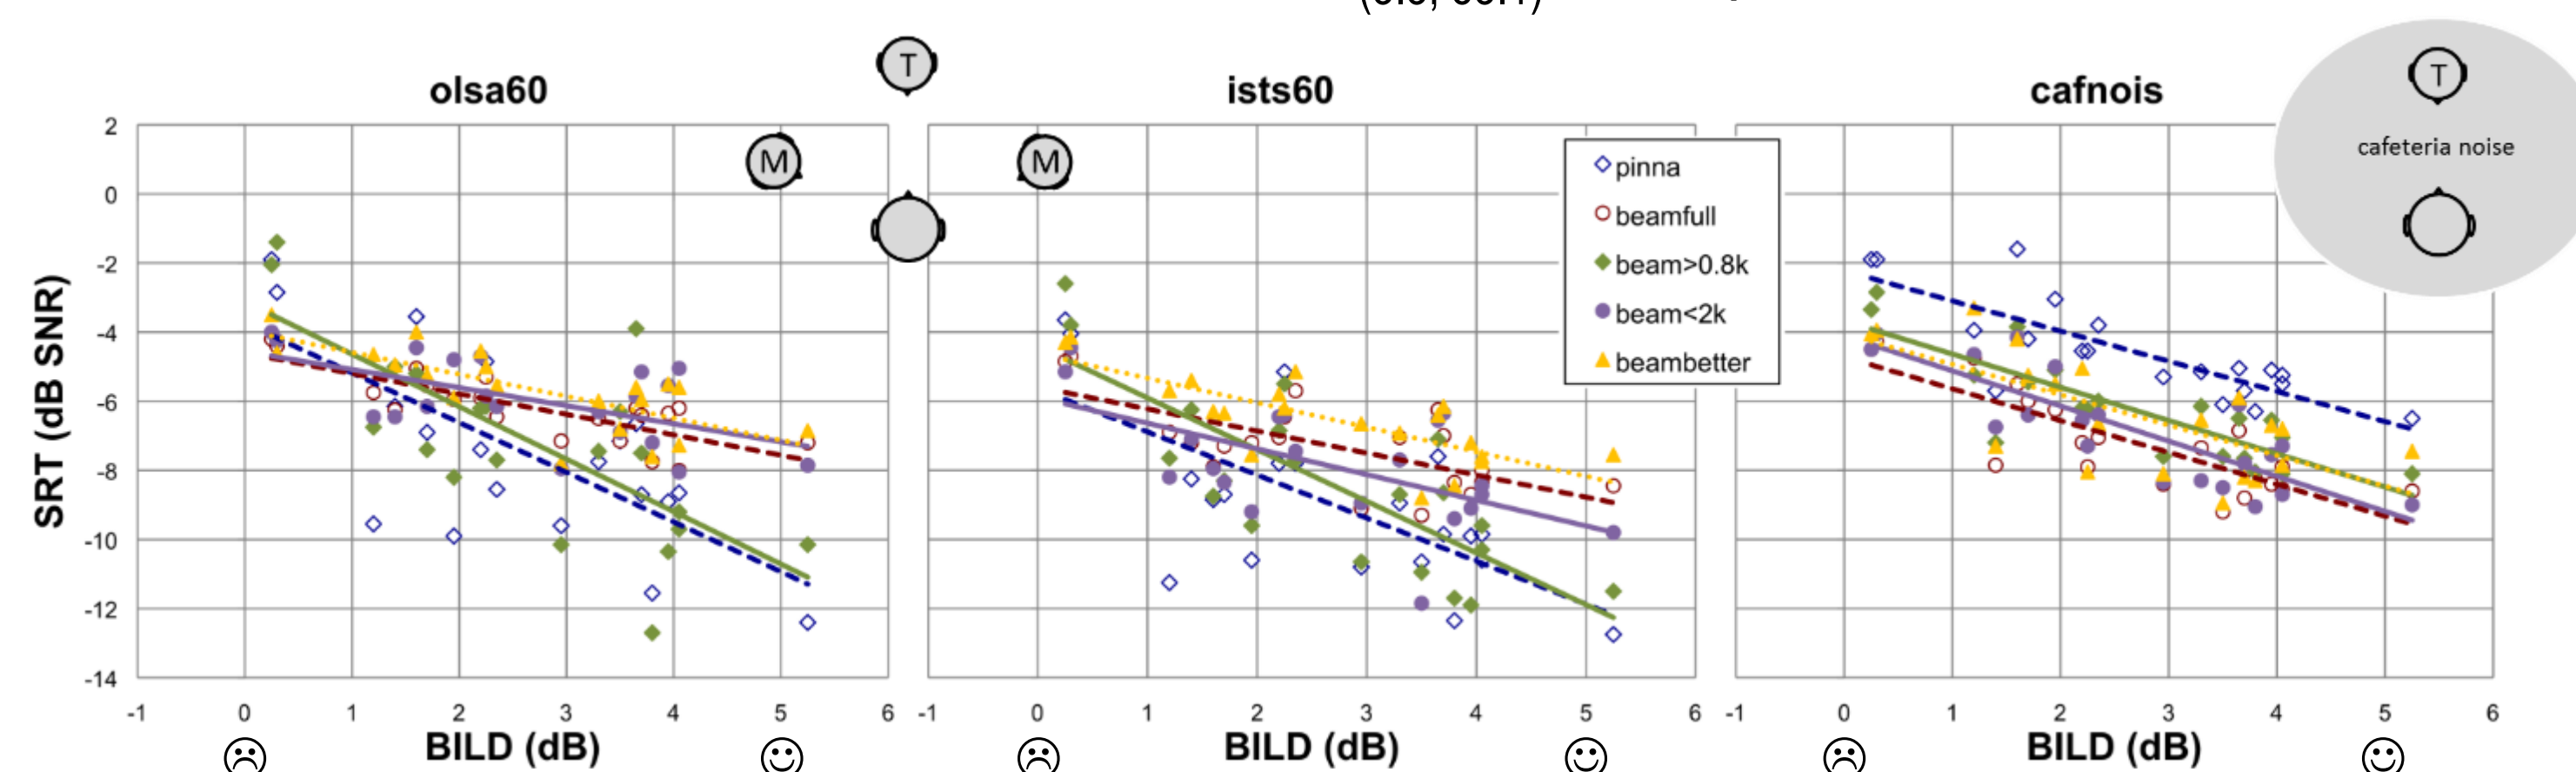 olsa60
T
ists60
cafnois
T
M
M
cafeteria noise
pinna
beamfull
beam>0.8k
beam<2k
beambetter
SRT (dB SNR)
2
0
-2
-4
-6
-8
-10
-12
-14
-1 0 1 2 3 4 5 6
-1 0 1 2 3 4 5 6
-1 0 1 2 3 4 5 6
BILD (dB)
BILD (dB)
BILD (dB)